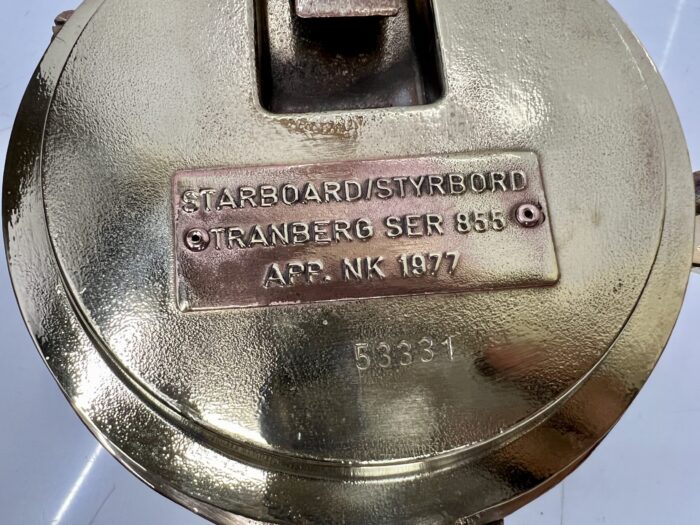 STARBOARD/STYRBORD
TRANBERG SER 855
APP. NK 1977
53331